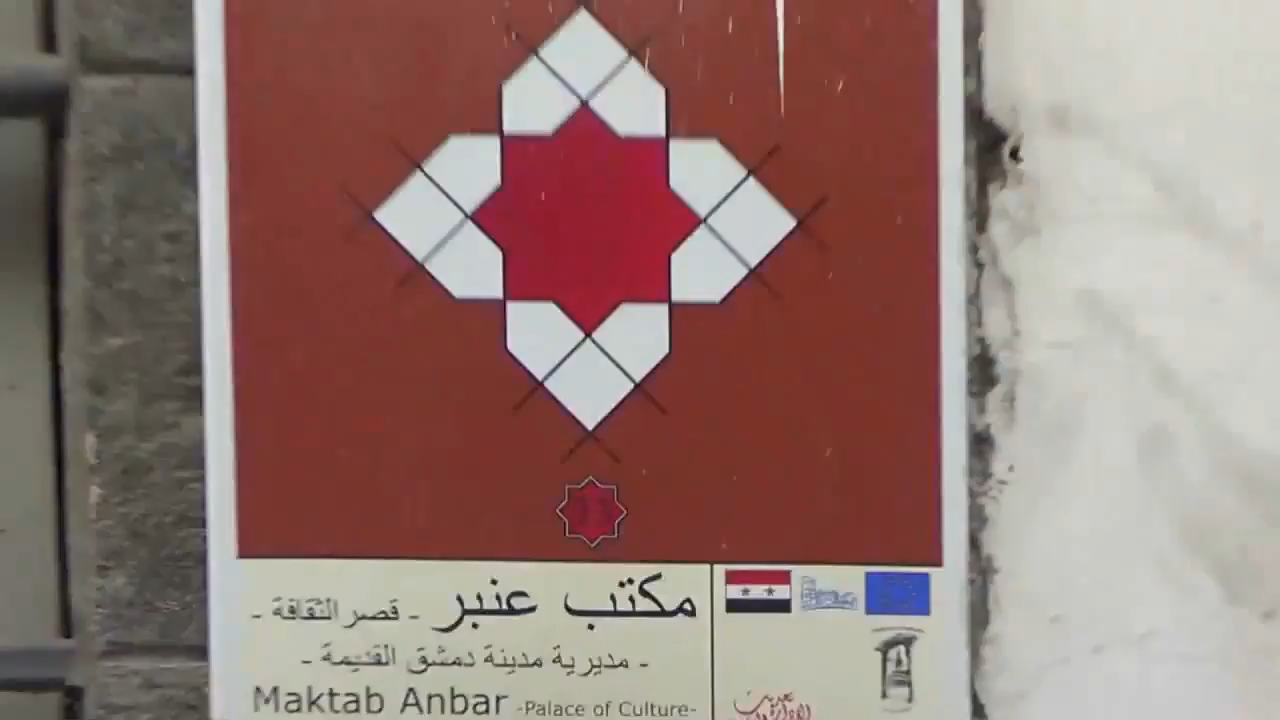 مكتب عنبر - قصر الثقافة -
- مديرية مدينة دمشق القديمة -
Maktab Anbar -Palace of Culture-